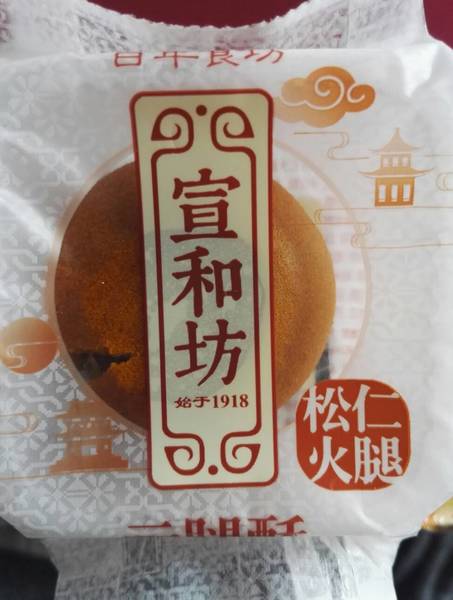 百年食坊
宣和坊
始于1918
松仁
火腿